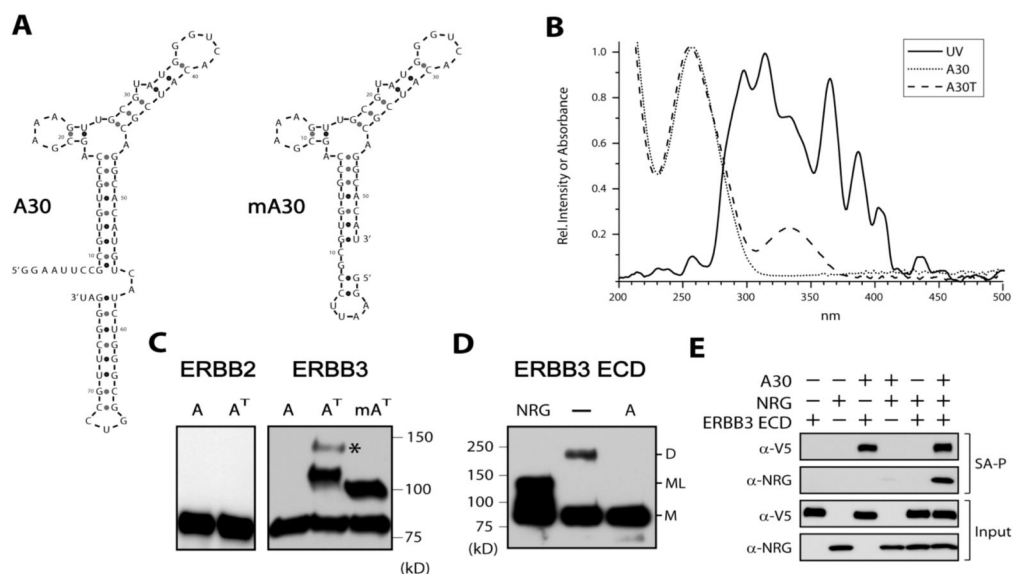 A
A30
mA30
5'GGAAUUCCG
3'UAG
3'
5'
B
Rel.Intensity or Absorbance
1.0
0.8
0.6
0.4
0.2
200 250 300 350 400 450 500
nm
UV
A30
A30T
C
ERBB2 ERBB3
A Aᵀ A Aᵀ mAᵀ
150
*
100
75
(kD)
D
ERBB3 ECD
NRG — A
250
150
100
75
(kD)
D
ML
M
E
A30 — — + + — +
NRG — + — + + +
ERBB3 ECD + — + — + +
α-V5
α-NRG
SA-P
α-V5
α-NRG
Input